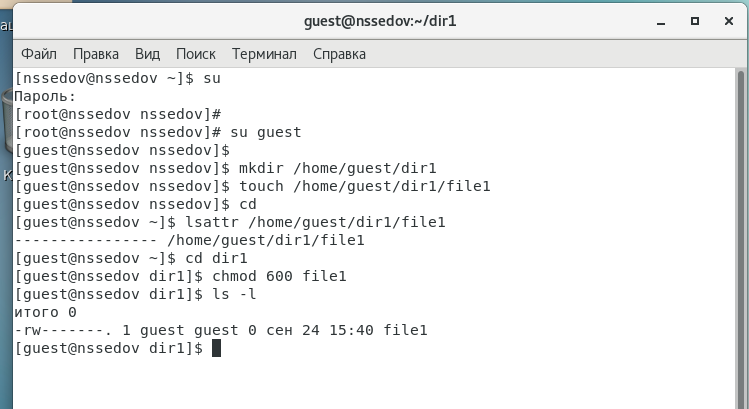 guest@nssedov:~/dir1
Файл Правка Вид Поиск Терминал Справка
[nssedov@nssedov ~]$ su
Пароль:
[root@nssedov nssedov]#
[root@nssedov nssedov]# su guest
[guest@nssedov nssedov]$
[guest@nssedov nssedov]$ mkdir /home/guest/dir1
[guest@nssedov nssedov]$ touch /home/guest/dir1/file1
[guest@nssedov nssedov]$ cd
[guest@nssedov ~]$ lsattr /home/guest/dir1/file1
---------------- /home/guest/dir1/file1
[guest@nssedov ~]$ cd dir1
[guest@nssedov dir1]$ chmod 600 file1
[guest@nssedov dir1]$ ls -l
итого 0
-rw-------. 1 guest guest 0 сен 24 15:40 file1
[guest@nssedov dir1]$